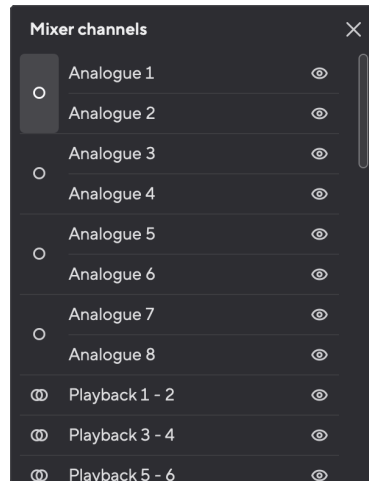 Mixer channels
Analogue 1
Analogue 2
Analogue 3
Analogue 4
Analogue 5
Analogue 6
Analogue 7
Analogue 8
Playback 1 - 2
Playback 3 - 4
Playback 5 - 6